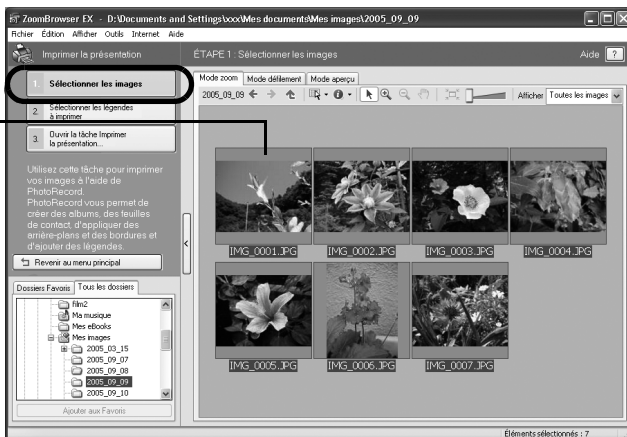 ZoomBrowser EX - D:\Documents and Settings\xxx\Mes documents\Mes images\2005_09_09
Fichier Édition Afficher Outils Internet Aide
Imprimer la présentation
ÉTAPE 1 : Sélectionner les images
Aide ?
1. Sélectionner les images
2. Sélectionner les légendes
à imprimer
3. Ouvrir la tâche Imprimer
la présentation...
Utilisez cette tâche pour imprimer
vos images à l'aide de
PhotoRecord.
PhotoRecord vous permet de
créer des albums, des feuilles
de contact, d'appliquer des
arrière-plans et des bordures et
d'ajouter des légendes.
Revenir au menu principal
Dossiers Favoris Tous les dossiers
film2
Ma musique
Mes eBooks
Mes images
2005_03_15
2005_09_07
2005_09_08
2005_09_09
2005_09_10
Ajouter aux Favoris
Mode zoom Mode défilement Mode aperçu
2005_09_09
Afficher Toutes les images
IMG_0001.JPG IMG_0002.JPG IMG_0003.JPG IMG_0004.JPG
IMG_0005.JPG IMG_0006.JPG IMG_0007.JPG
Éléments sélectionnés : 7